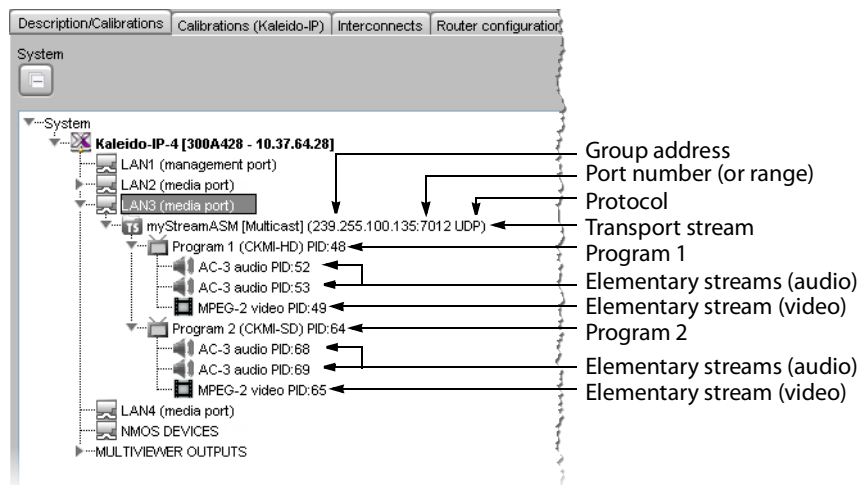 Description/Calibrations Calibrations (Kaleido-IP) Interconnects Router configuration
System
System
Kaleido-IP-4 [300A428 - 10.37.64.28]
LAN1 (management port)
Group address
LAN2 (media port)
Port number (or range)
LAN3 (media port)
Protocol
TS myStreamASM [Multicast] (239.255.100.135:7012 UDP)
Transport stream
Program 1 (CKMI-HD) PID:48
Program 1
AC-3 audio PID:52
AC-3 audio PID:53
Elementary streams (audio)
MPEG-2 video PID:49
Elementary stream (video)
Program 2 (CKMI-SD) PID:64
Program 2
AC-3 audio PID:68
AC-3 audio PID:69
Elementary streams (audio)
MPEG-2 video PID:65
Elementary stream (video)
LAN4 (media port)
NMOS DEVICES
MULTIVIEWER OUTPUTS